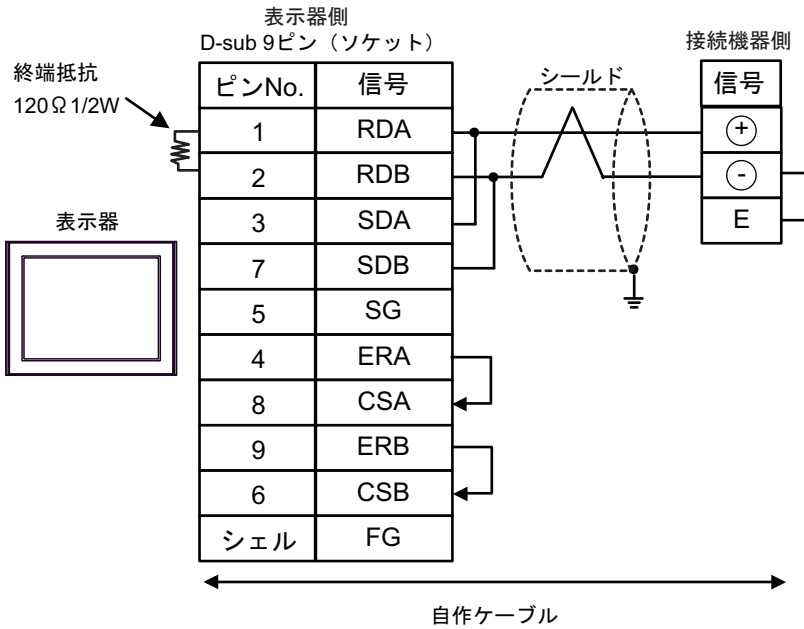 表示器側
D-sub 9ピン（ソケット）
接続機器側
終端抵抗
120Ω1/2W
シールド
ピンNo. 信号
信号
1 RDA
+
2 RDB
-
3 SDA
E
表示器
7 SDB
5 SG
4 ERA
8 CSA
9 ERB
6 CSB
シェル FG
自作ケーブル